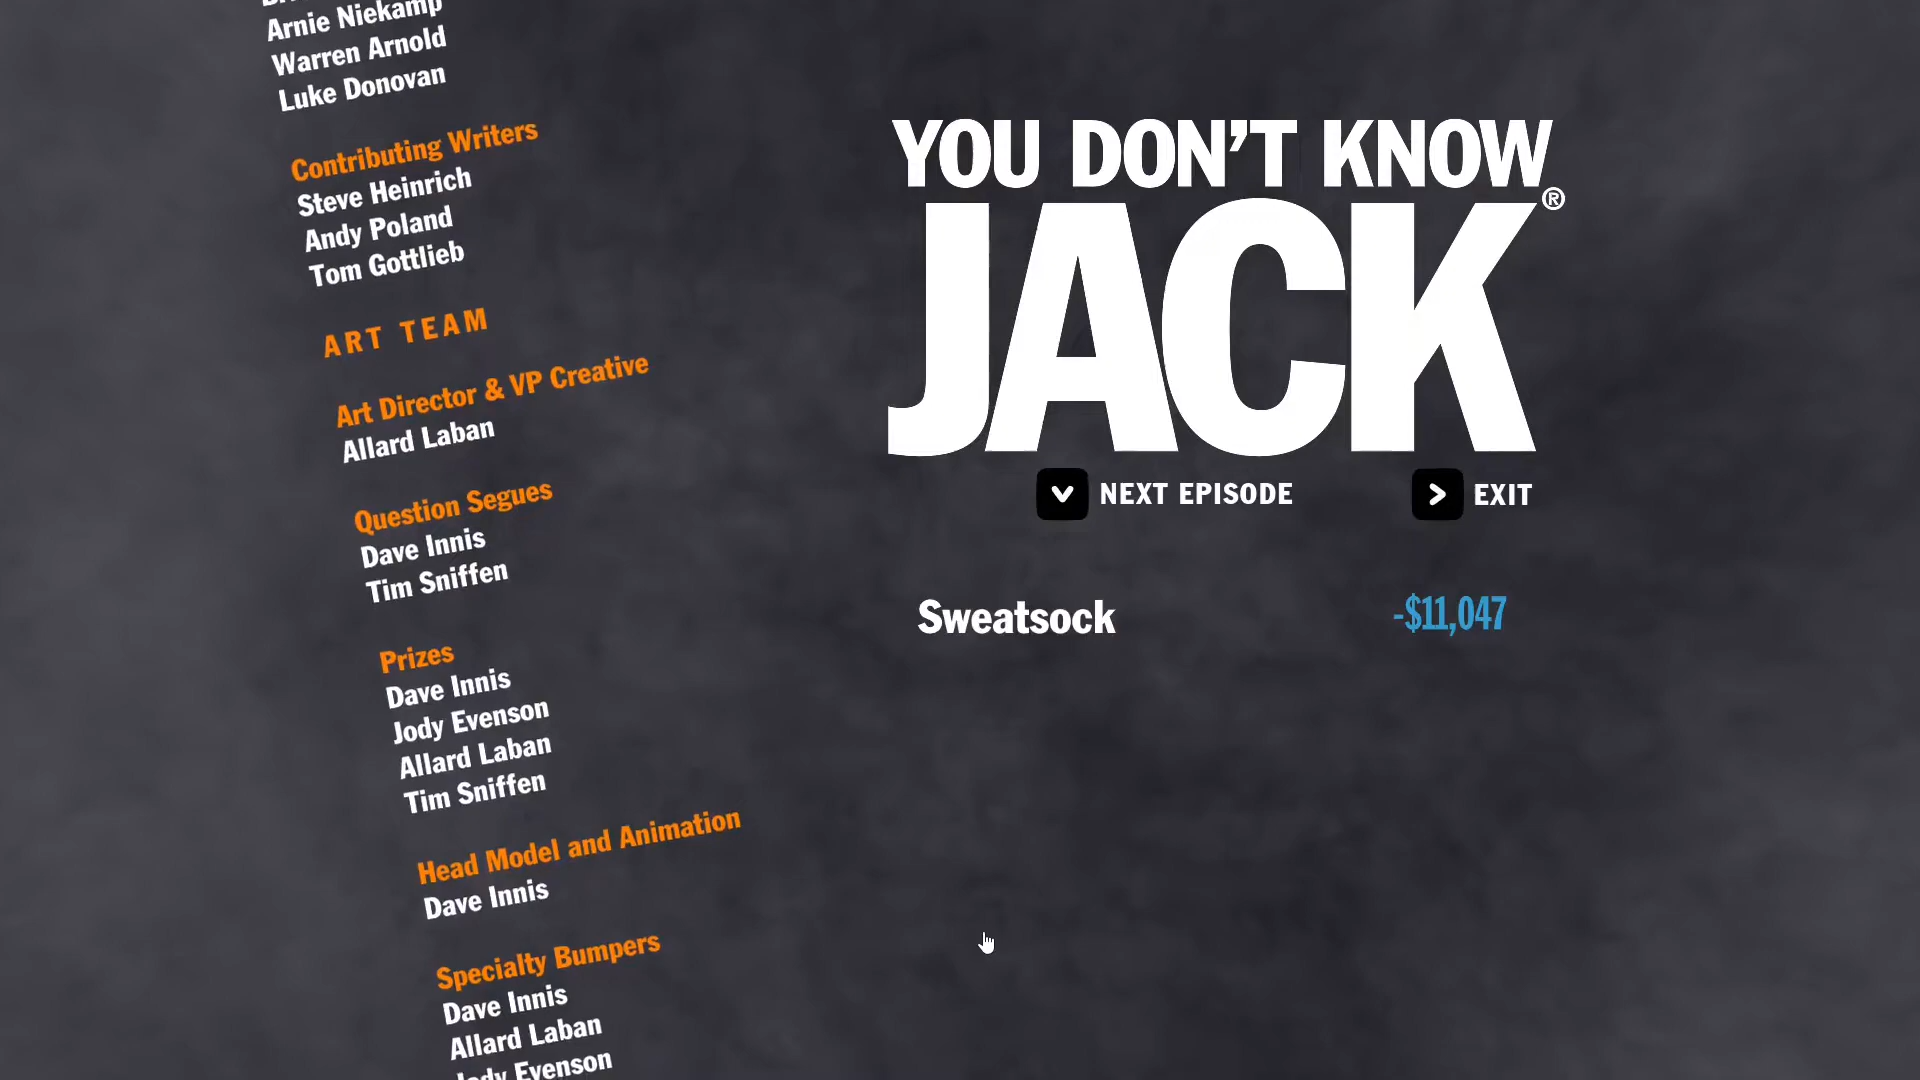 Arnie Niekamp
Warren Arnold
Luke Donovan
Contributing Writers
Steve Heinrich
Andy Poland
Tom Gottlieb
ART TEAM
Art Director & VP Creative
Allard Laban
Question Segues
Dave Innis
Tim Sniffen
Prizes
Dave Innis
Jody Evenson
Allard Laban
Tim Sniffen
Head Model and Animation
Dave Innis
Specialty Bumpers
Dave Innis
Allard Laban
Jody Evenson
YOU DON'T KNOW
JACK®
NEXT EPISODE
EXIT
Sweatsock
-$11,047